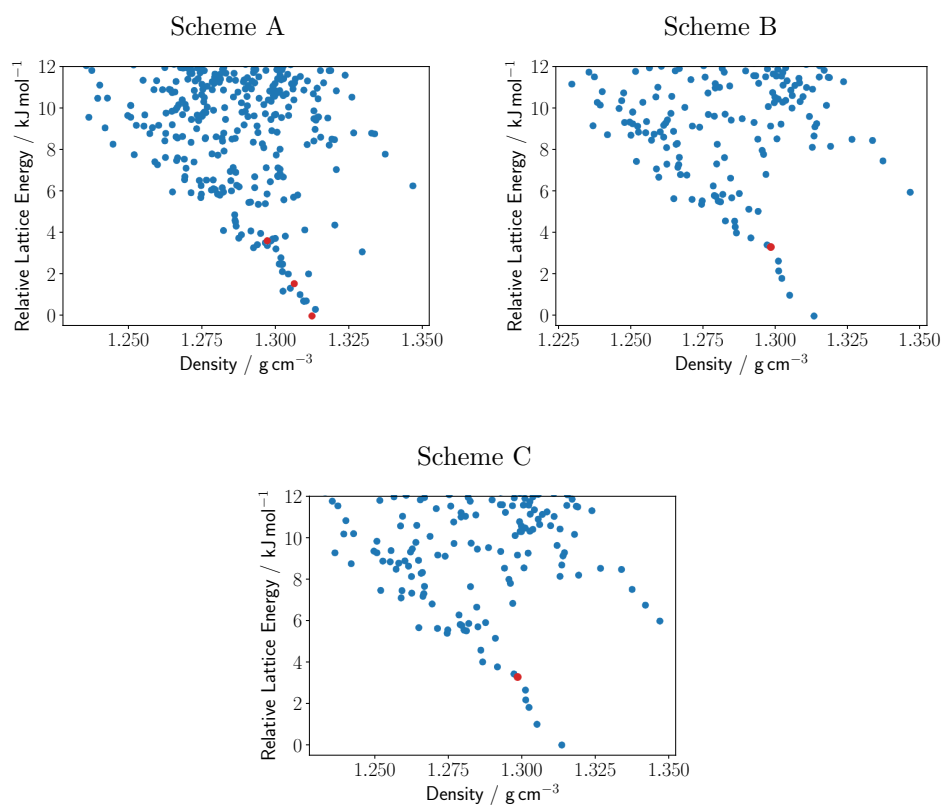 Scheme A
Relative Lattice Energy / kJ mol⁻¹
12
10
8
6
4
2
0
1.250 1.275 1.300 1.325 1.350
Density / g cm⁻³
Scheme B
Relative Lattice Energy / kJ mol⁻¹
12
10
8
6
4
2
0
1.225 1.250 1.275 1.300 1.325 1.350
Density / g cm⁻³
Scheme C
Relative Lattice Energy / kJ mol⁻¹
12
10
8
6
4
2
0
1.250 1.275 1.300 1.325 1.350
Density / g cm⁻³